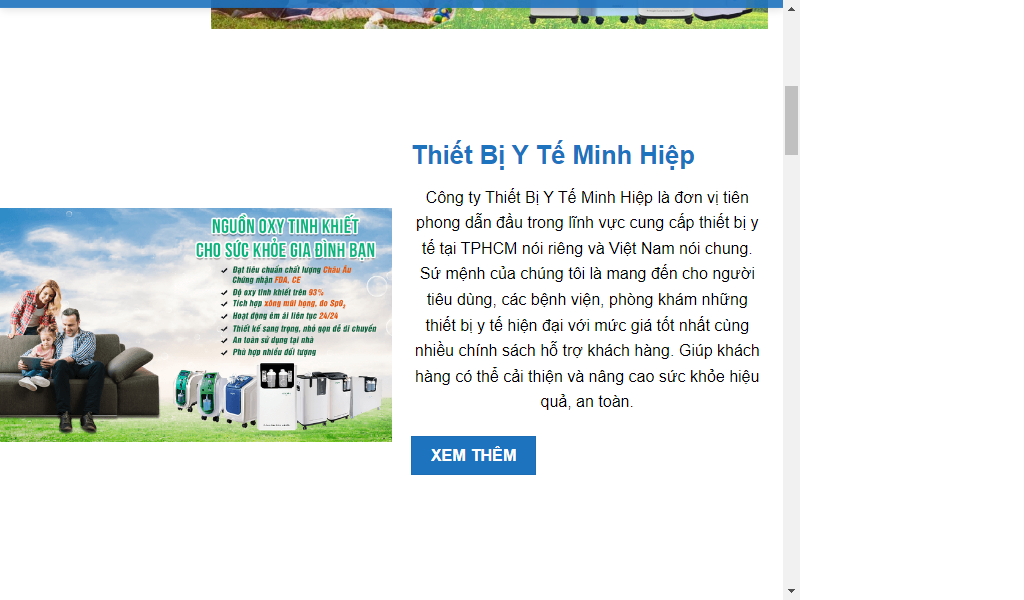 Thiết Bị Y Tế Minh Hiệp
Công ty Thiết Bị Y Tế Minh Hiệp là đơn vị tiên
phong dẫn đầu trong lĩnh vực cung cấp thiết bị y
tế tại TPHCM nói riêng và Việt Nam nói chung.
Sứ mệnh của chúng tôi là mang đến cho người
tiêu dùng, các bệnh viện, phòng khám những
thiết bị y tế hiện đại với mức giá tốt nhất cùng
nhiều chính sách hỗ trợ khách hàng. Giúp khách
hàng có thể cải thiện và nâng cao sức khỏe hiệu
quả, an toàn.
XEM THÊM
NGUỒN OXY TINH KHIẾT
CHO SỨC KHỎE GIA ĐÌNH BẠN
Đạt tiêu chuẩn chất lượng Châu Âu
Chứng nhận FDA, CE
Độ oxy tinh khiết trên 93%
Tích hợp xông mũi họng, đo SpO₂
Hoạt động êm ái liên tục 24/24
Thiết kế sang trọng, nhỏ gọn dễ di chuyển
An toàn sử dụng tại nhà
Phù hợp nhiều đối tượng